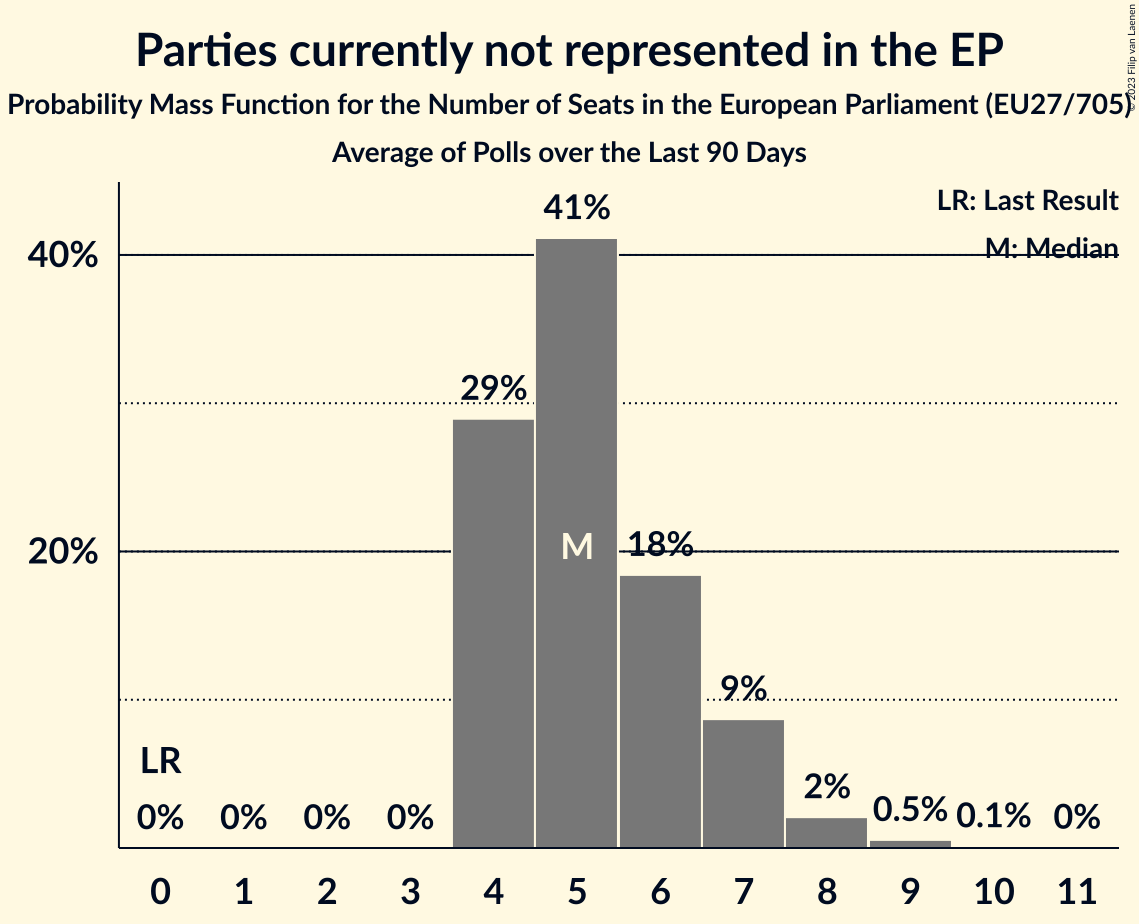 Parties currently not represented in the EP
Probability Mass Function for the Number of Seats in the European Parliament (EU27/705)
Average of Polls over the Last 90 Days
© 2023 Filip van Laenen
LR: Last Result
M: Median
41%
40%
29%
20%
M
18%
9%
LR
2%
0% 0% 0% 0% 0.5% 0.1% 0%
0 1 2 3 4 5 6 7 8 9 10 11